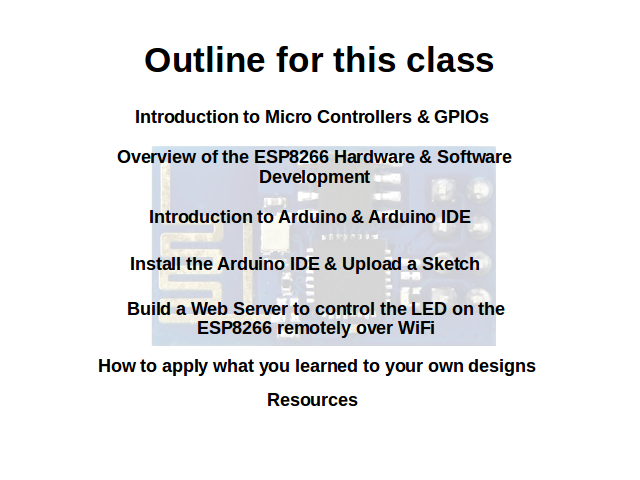 Outline for this class
Introduction to Micro Controllers & GPIOs
Overview of the ESP8266 Hardware & Software
Development
Introduction to Arduino & Arduino IDE
Install the Arduino IDE & Upload a Sketch
Build a Web Server to control the LED on the
ESP8266 remotely over WiFi
How to apply what you learned to your own designs
Resources